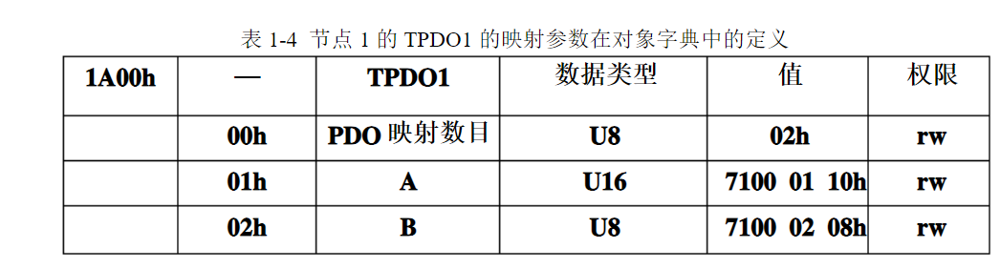 表 1-4 节点 1 的 TPDO1 的映射参数在对象字典中的定义
1A00h — TPDO1 数据类型 值 权限
00h PDO 映射数目 U8 02h rw
01h A U16 7100 01 10h rw
02h B U8 7100 02 08h rw